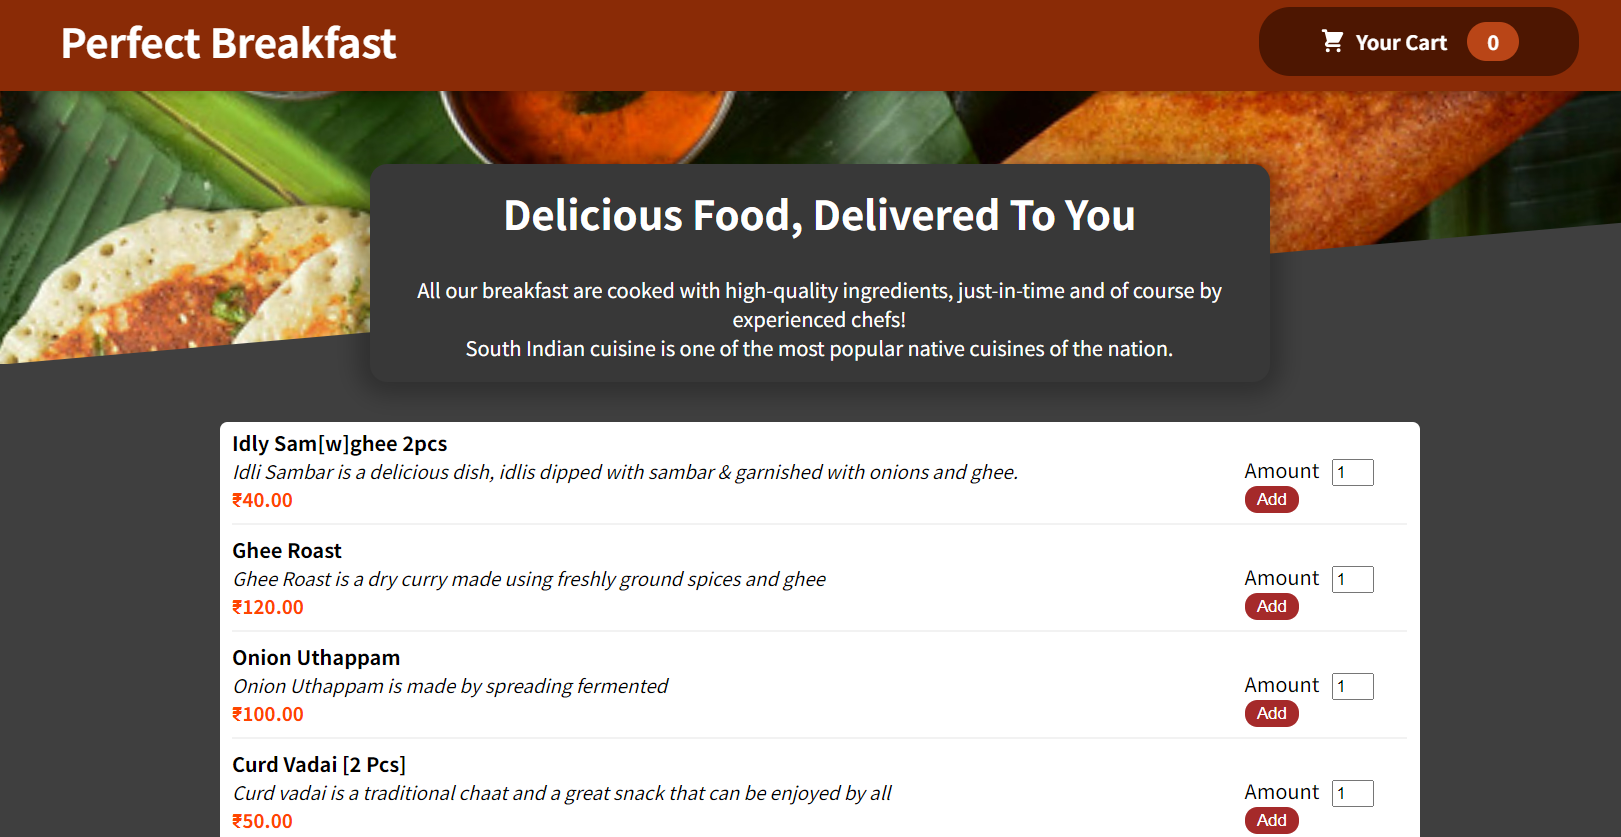 Perfect Breakfast
Your Cart 0
Delicious Food, Delivered To You
All our breakfast are cooked with high-quality ingredients, just-in-time and of course by
experienced chefs!
South Indian cuisine is one of the most popular native cuisines of the nation.
Idly Sam[w]ghee 2pcs
Idli Sambar is a delicious dish, idlis dipped with sambar & garnished with onions and ghee.
₹40.00
Amount 1
Add
Ghee Roast
Ghee Roast is a dry curry made using freshly ground spices and ghee
₹120.00
Amount 1
Add
Onion Uthappam
Onion Uthappam is made by spreading fermented
₹100.00
Amount 1
Add
Curd Vadai [2 Pcs]
Curd vadai is a traditional chaat and a great snack that can be enjoyed by all
₹50.00
Amount 1
Add